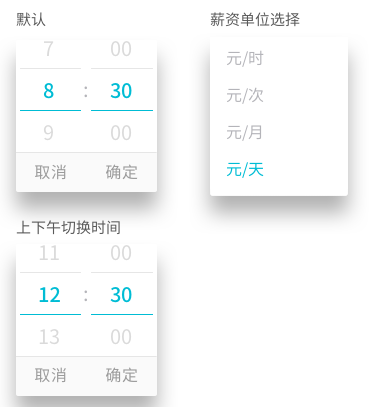 默认
7 00
8 : 30
9 00
取消 确定
薪资单位选择
元/时
元/次
元/月
元/天
上下午切换时间
11 00
12 : 30
13 00
取消 确定